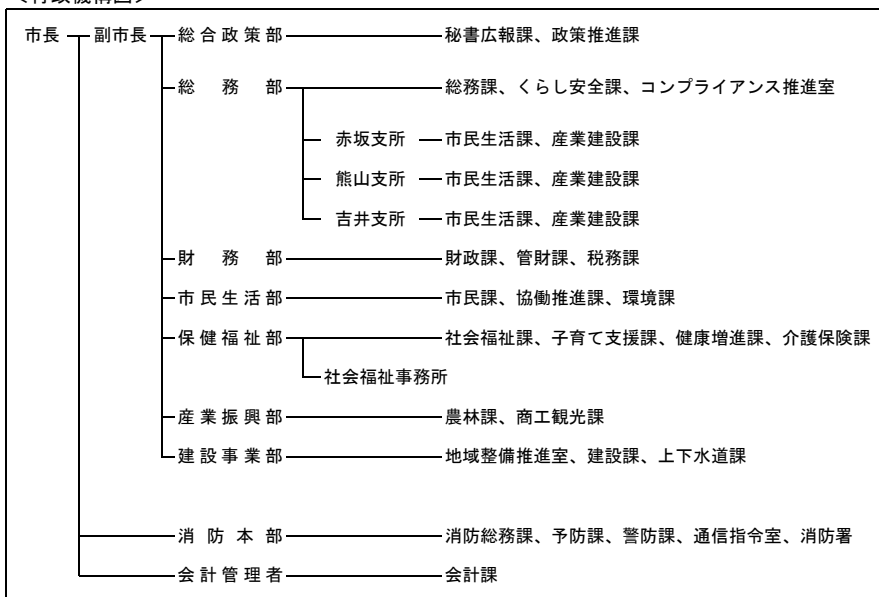 市長 副市長 総合政策部 秘書広報課、政策推進課
総務部 総務課、くらし安全課、コンプライアンス推進室
赤坂支所 市民生活課、産業建設課
熊山支所 市民生活課、産業建設課
吉井支所 市民生活課、産業建設課
財務部 財政課、管財課、税務課
市民生活部 市民課、協働推進課、環境課
保健福祉部 社会福祉課、子育て支援課、健康増進課、介護保険課
社会福祉事務所
産業振興部 農林課、商工観光課
建設事業部 地域整備推進室、建設課、上下水道課
消防本部 消防総務課、予防課、警防課、通信指令室、消防署
会計管理者 会計課